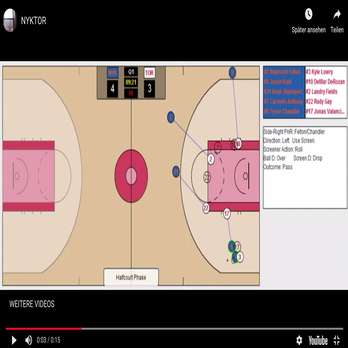 NYKTOR
Später ansehen
Teilen
NYK
Q1
TOR
4
09:21
3
#3 Kyle Lowry
#10 DeMar DeRozan
#2 Landry Fields
#22 Rudy Gay
#17 Jonas Valanci...
Side-Right PnR: Felton/Chandler
Direction: Left Use Screen
Screener Action: Roll
Ball D: Over Screen D: Drop
Outcome: Pass
Halfcourt Phase
WEITERE VIDEOS
0:03 / 0:15
YouTube